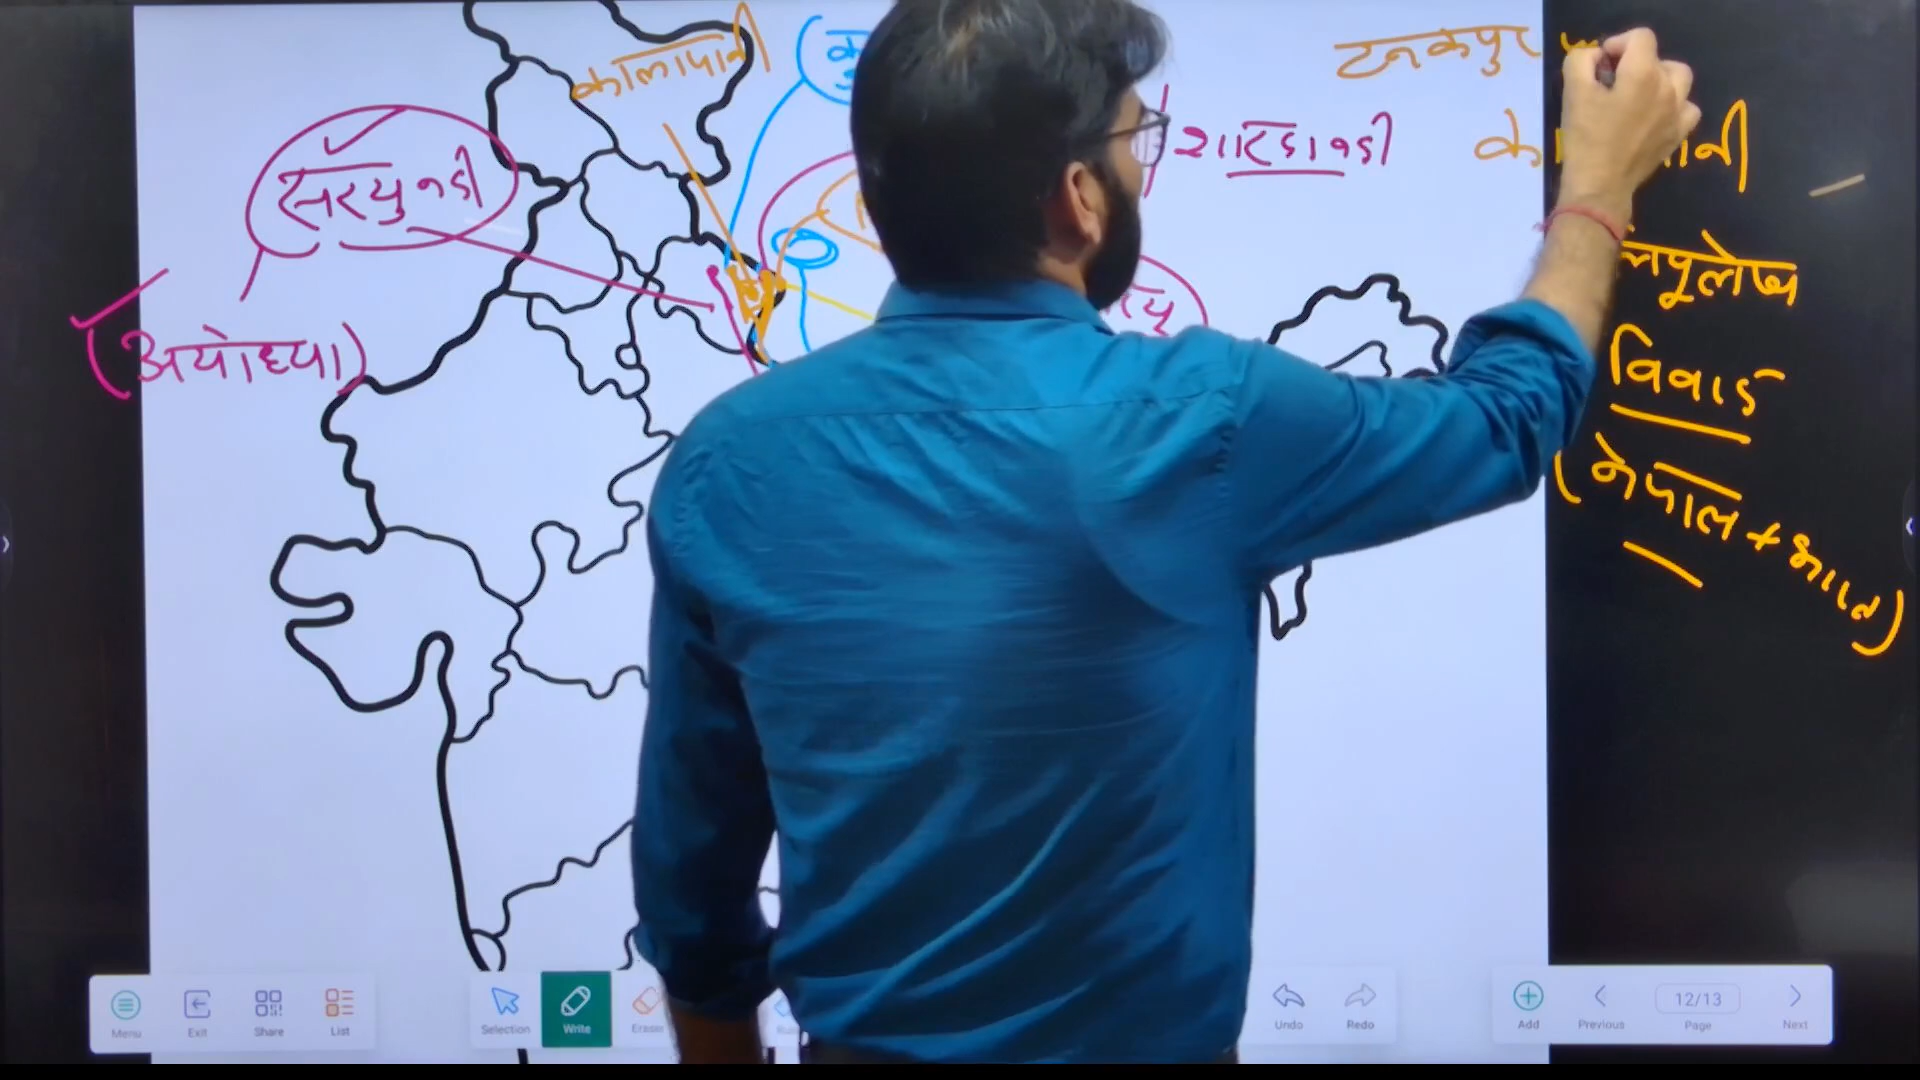 कालापानी
टनकपुर
शारदा नदी
सरयु नदी
लिपूलेख
(अयोध्या)
विवाद
(नेपाल + भारत)
Menu
Exit
Share
List
Selection
Write
Undo
Redo
Add
Previous
12/13
Page
Next